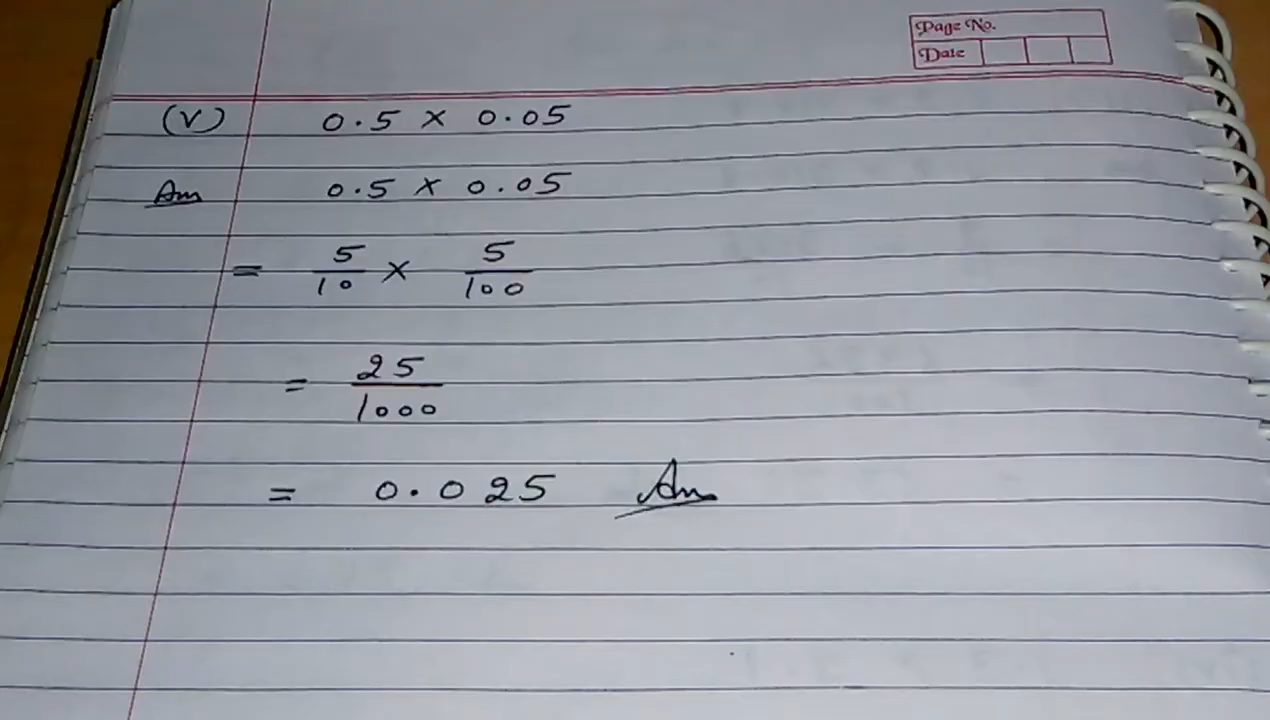 Page No.
Date
(V) 0.5 × 0.05
Ans 0.5 × 0.05
= 5/10 × 5/100
= 25/1000
= 0.025 Ans